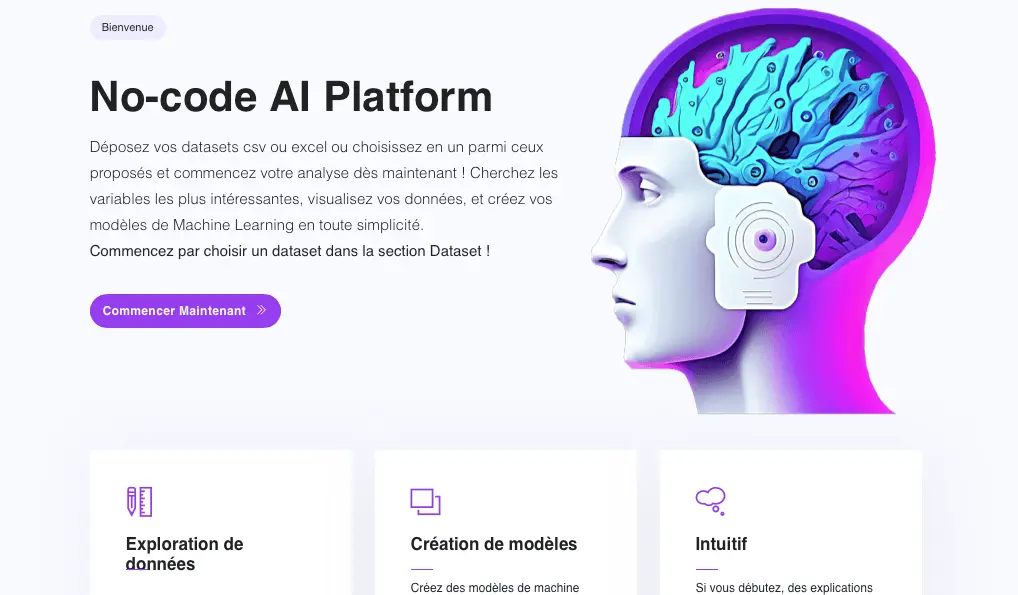 Bienvenue
No-code AI Platform
Déposez vos datasets csv ou excel ou choisissez en un parmi ceux
proposés et commencez votre analyse dès maintenant ! Cherchez les
variables les plus intéressantes, visualisez vos données, et créez vos
modèles de Machine Learning en toute simplicité.
Commencez par choisir un dataset dans la section Dataset !
Commencer Maintenant
Exploration de
données
Création de modèles
Créez des modèles de machine
Intuitif
Si vous débutez, des explications